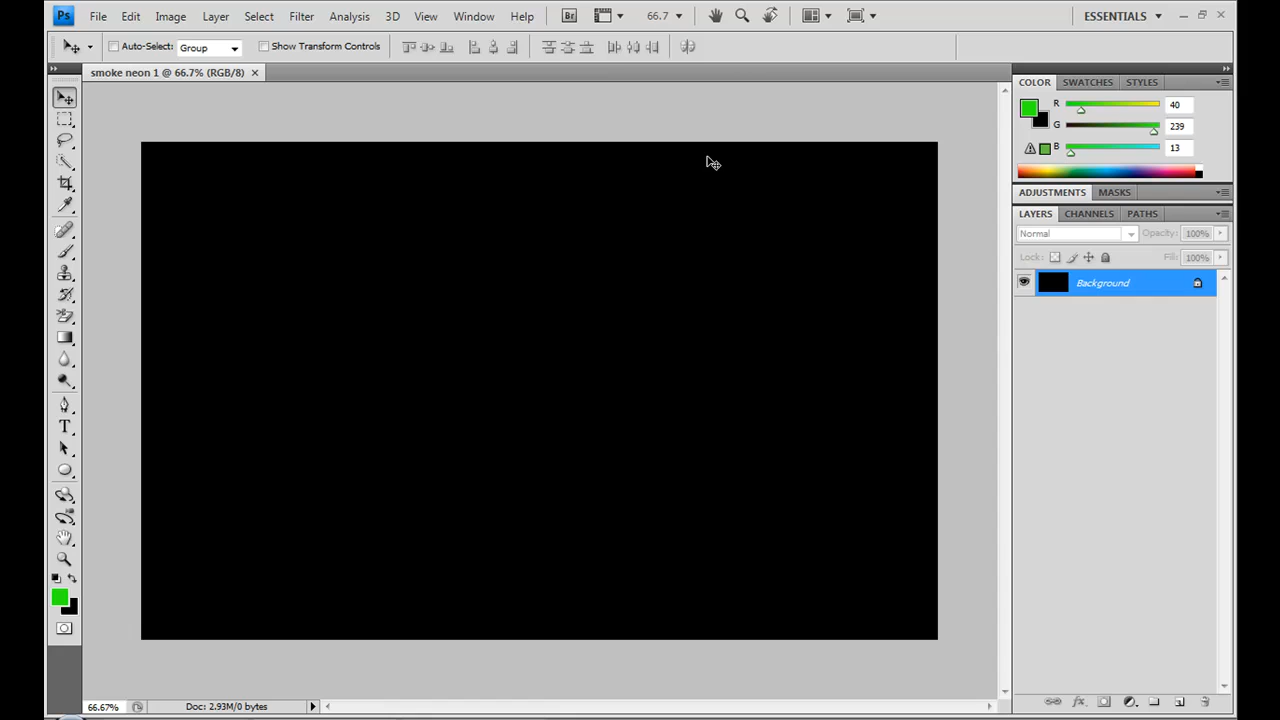 Ps File Edit Image Layer Select Filter Analysis 3D View Window Help Br 66.7 ESSENTIALS
Auto-Select: Group Show Transform Controls
smoke neon 1 @ 66.7% (RGB/8)
COLOR SWATCHES STYLES
R 40
G 239
B 13
ADJUSTMENTS MASKS
LAYERS CHANNELS PATHS
Normal Opacity: 100%
Lock: Fill: 100%
Background
T
66.67% Doc: 2.93M/0 bytes
fx